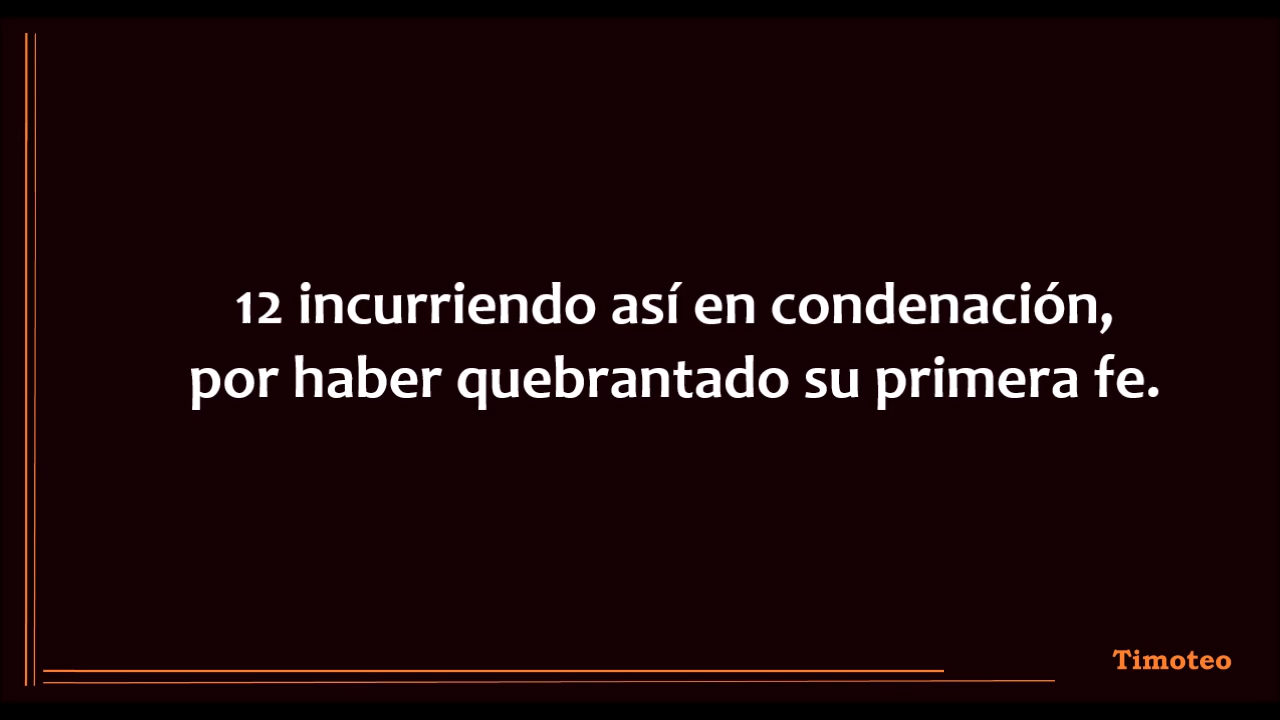 12 incurriendo así en condenación,
por haber quebrantado su primera fe.
Timoteo